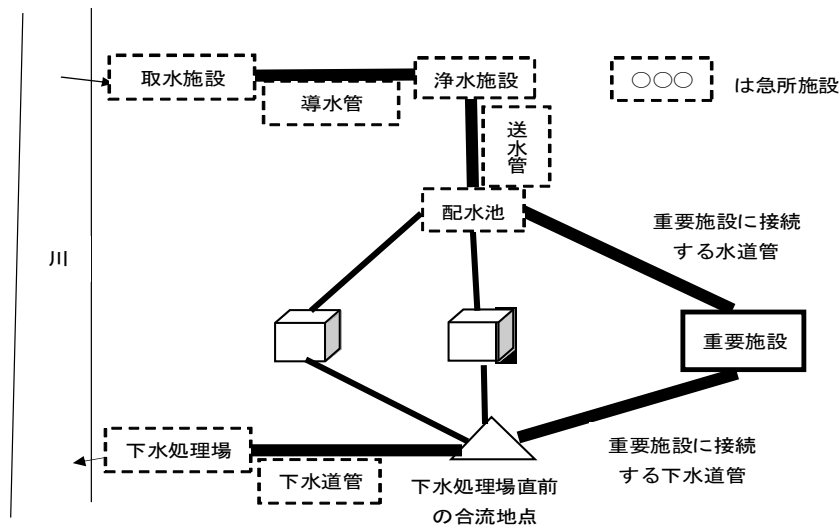 取水施設
浄水施設
○○○
は急所施設
導水管
送水管
配水池
重要施設に接続
する水道管
川
重要施設
下水処理場
下水道管
下水処理場直前
の合流地点
重要施設に接続
する下水道管